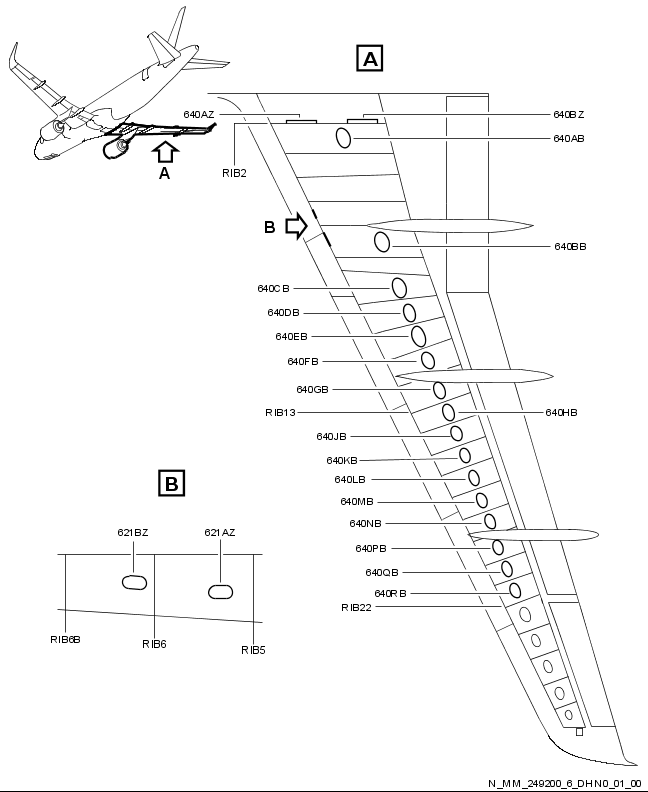 A
640AZ
640BZ
640AB
RIB2
A
B
640BB
640CB
640DB
640EB
640FB
640GB
RIB13
640HB
640JB
640KB
640LB
640MB
640NB
640PB
640QB
640RB
RIB22
B
621BZ
621AZ
RIB6B
RIB6
RIB5
N_MM_249200_6_DHN0_01_00